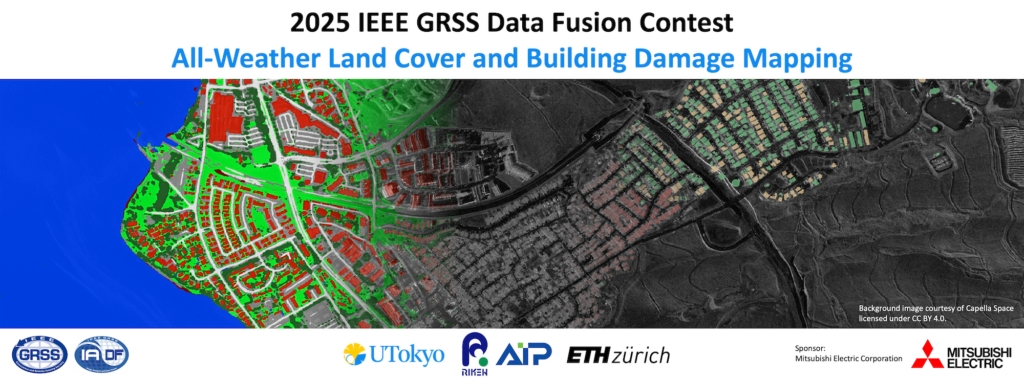 2025 IEEE GRSS Data Fusion Contest
All-Weather Land Cover and Building Damage Mapping
Background image courtesy of Capella Space
licensed under CC BY 4.0.
IEEE
GRSS
IADF
UTokyo
RIKEN
AIP
ETH zürich
Sponsor:
Mitsubishi Electric Corporation
MITSUBISHI
ELECTRIC